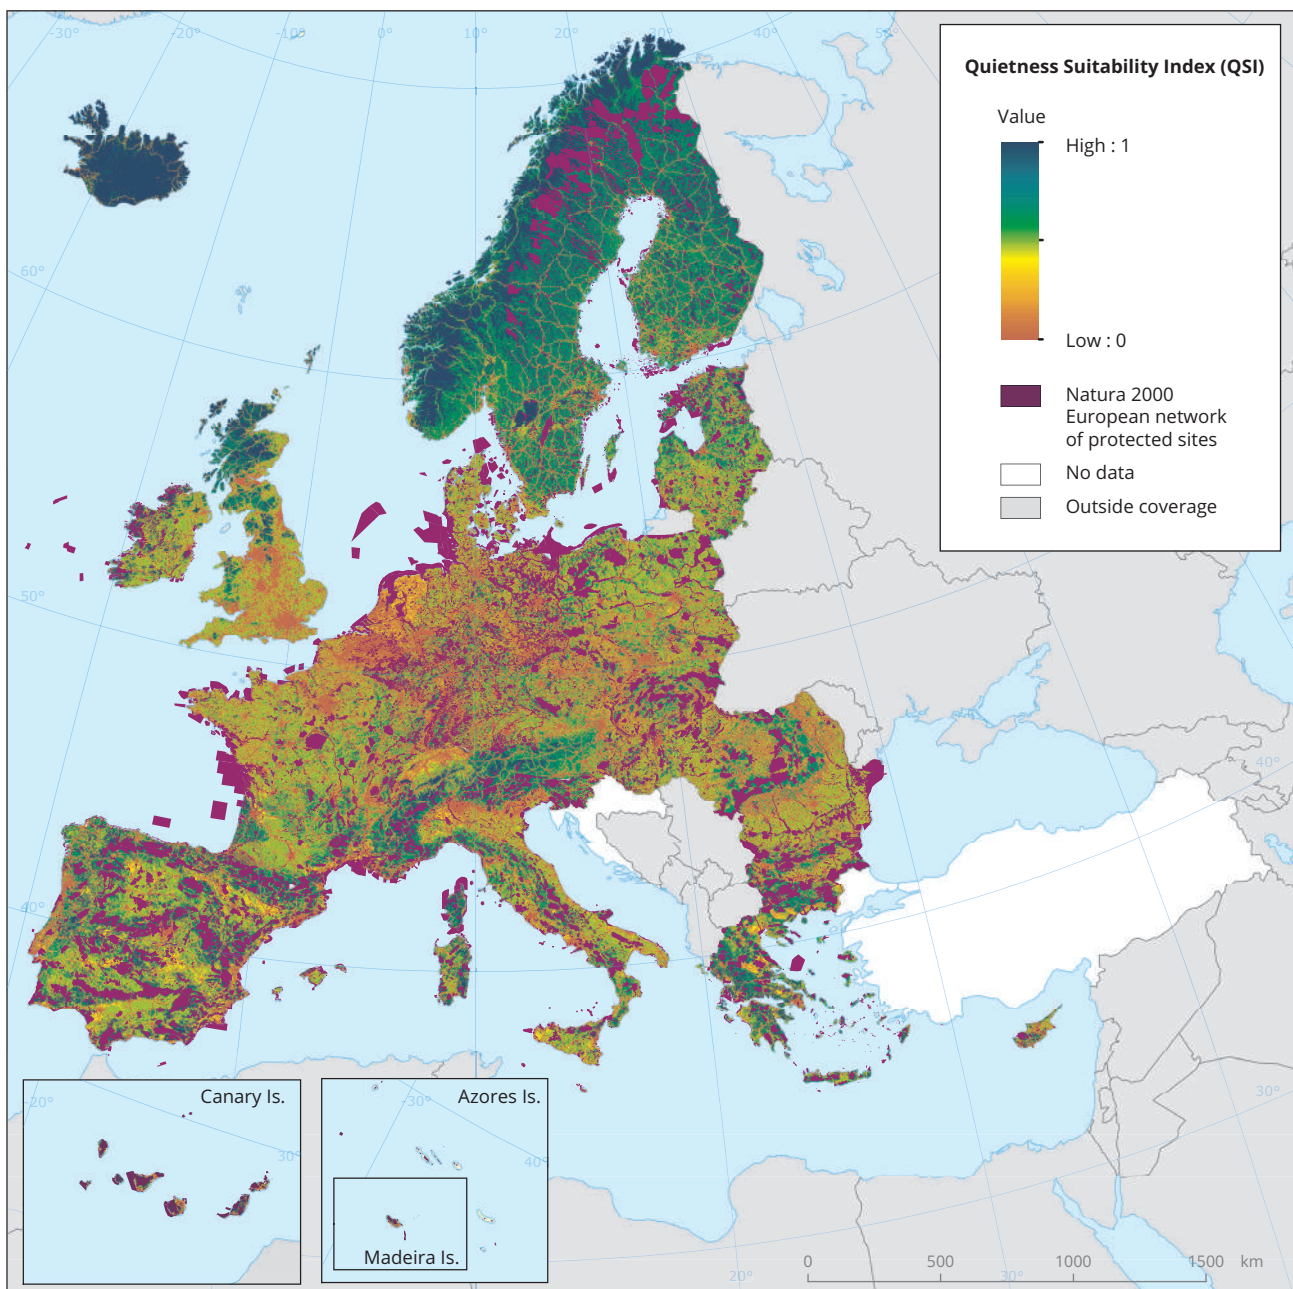 -30°
-20°
-10°
0°
10°
20°
30°
40°
50°
Quietness Suitability Index (QSI)
Value
High : 1
Low : 0
Natura 2000
European network
of protected sites
No data
Outside coverage
60°
50°
40°
40°
30°
20°
30°
Canary Is.
-20°
30°
Azores Is.
-30°
40°
Madeira Is.
0 500 1000 1500 km